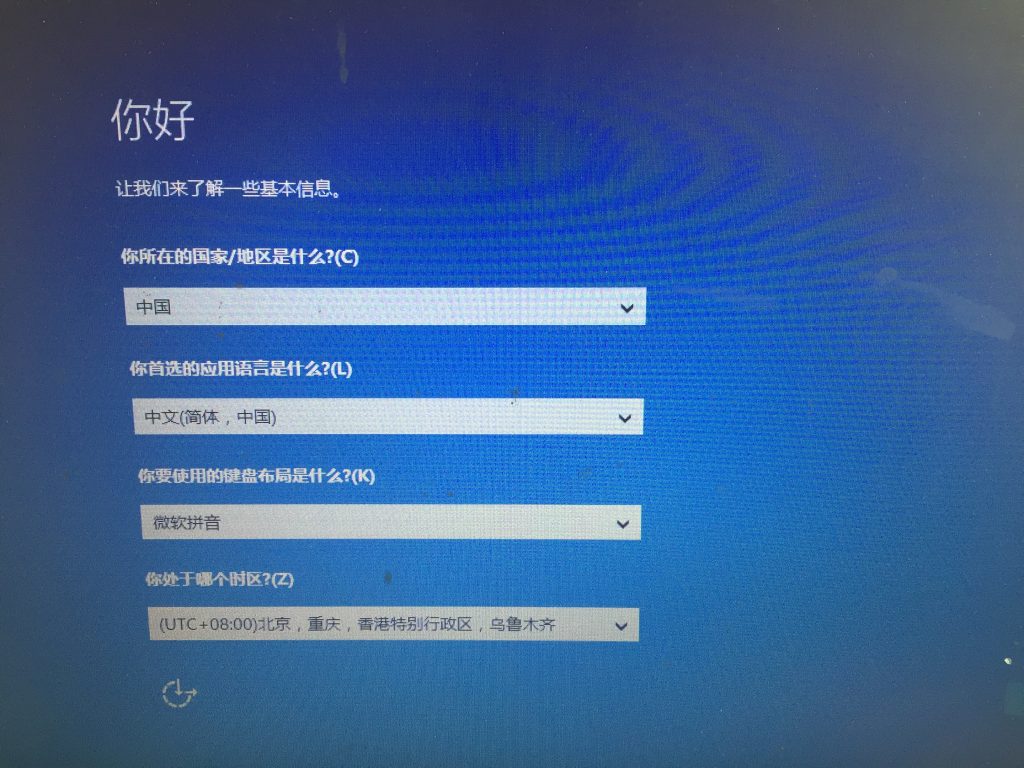 你好
让我们来了解一些基本信息。
你所在的国家/地区是什么?(C)
中国
你首选的应用语言是什么?(L)
中文(简体，中国)
你要使用的键盘布局是什么?(K)
微软拼音
你处于哪个时区?(Z)
(UTC+08:00)北京，重庆，香港特别行政区，乌鲁木齐